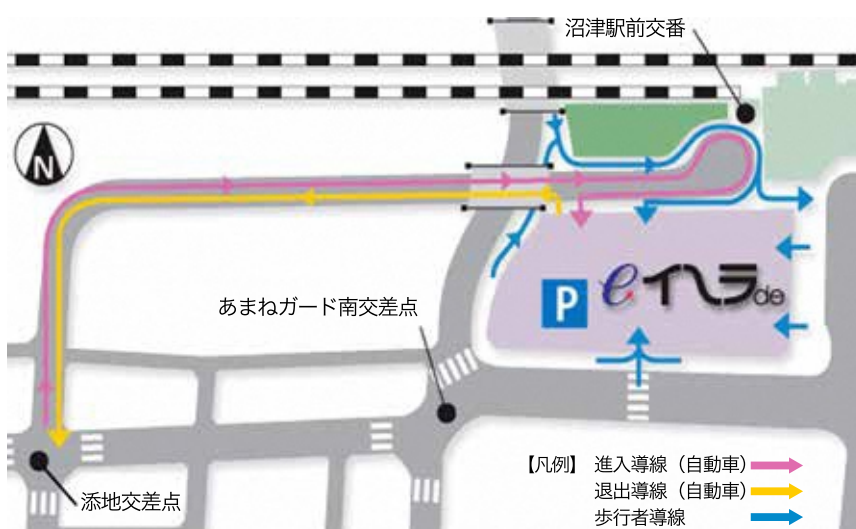 沼津駅前交番
N
あまねガード南交差点
P
eイーラde
【凡例】 進入導線（自動車）
退出導線（自動車）
歩行者導線
添地交差点